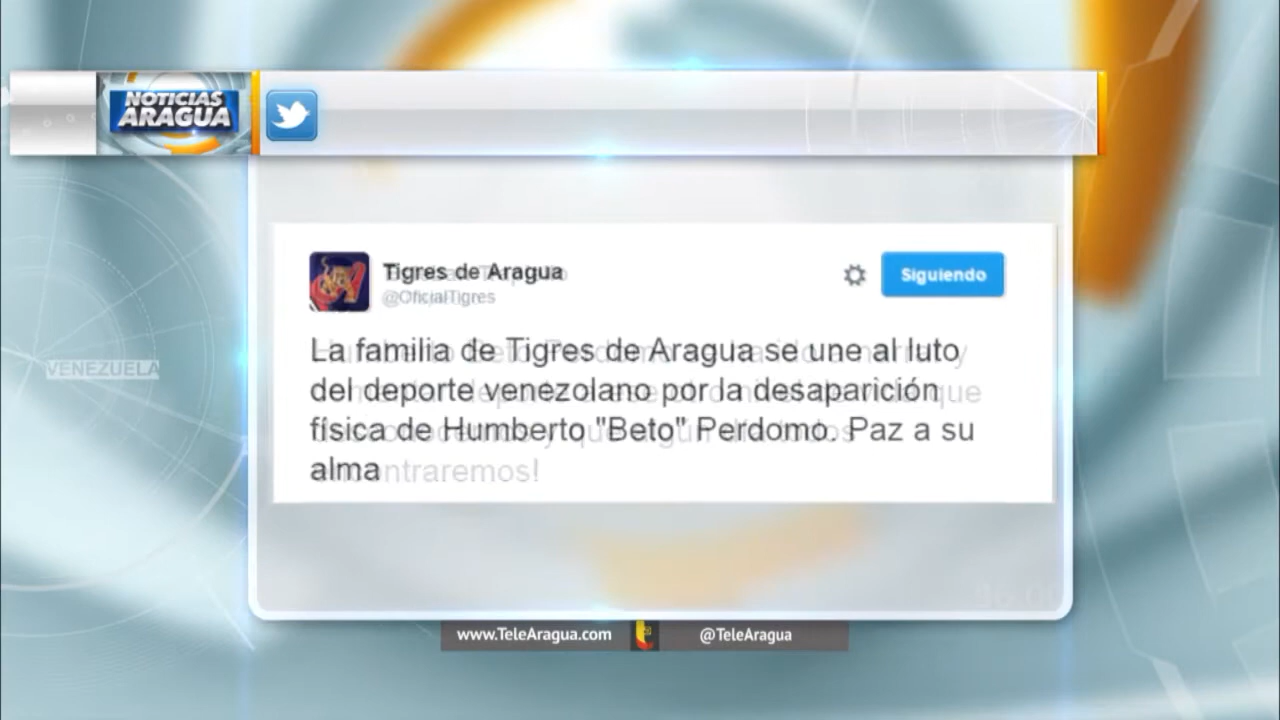 NOTICIAS
ARAGUA
Tigres de Aragua
@OficialTigres
Siguiendo
La familia de Tigres de Aragua se une al luto
del deporte venezolano por la desaparición
física de Humberto "Beto" Perdomo. Paz a su
alma
encontraremos!
VENEZUELA
www.TeleAragua.com
@TeleAragua